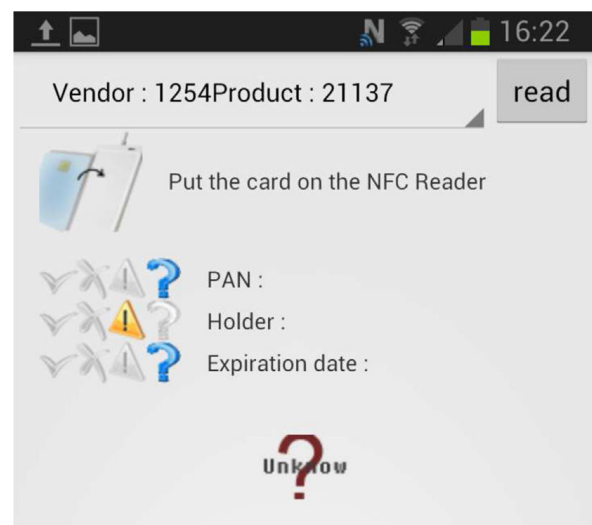 16:22
Vendor : 1254Product : 21137
read
Put the card on the NFC Reader
PAN :
Holder :
Expiration date :
Unknow